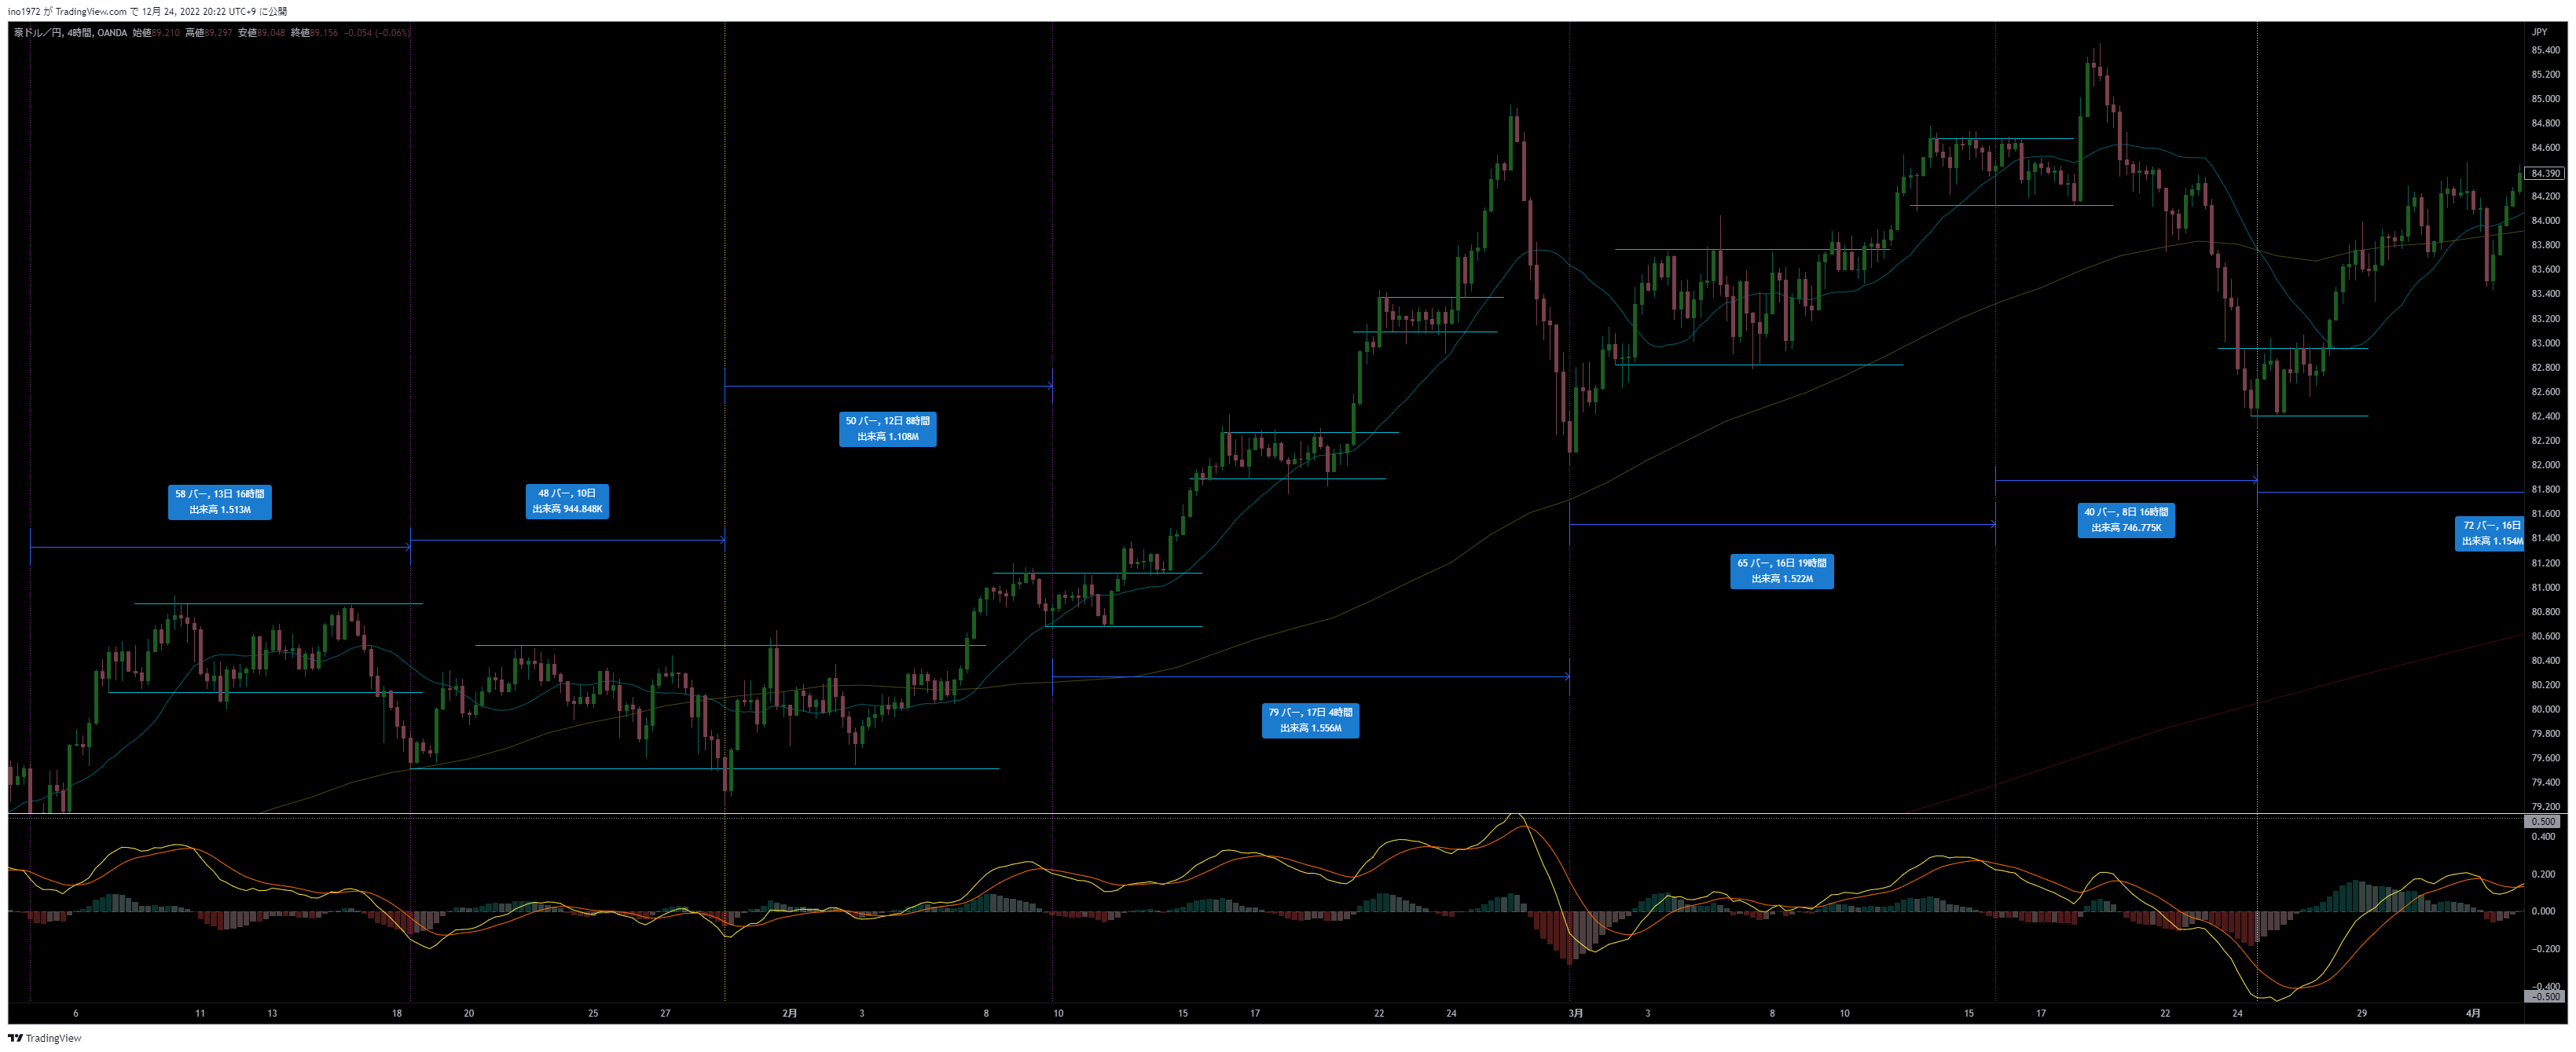 ino1972 が TradingView.com で 12月 24, 2022 20:22 UTC+9 に公開
豪ドル／円, 4時間, OANDA 始値89.210 高値89.297 安値89.048 終値89.156 −0.054 (−0.06%)
JPY
85.400
85.200
85.000
84.800
84.600
84.390
84.200
84.000
83.800
83.600
83.400
83.200
83.000
82.800
82.600
82.400
82.200
82.000
81.800
81.600
81.400
81.200
81.000
80.800
80.600
80.400
80.200
80.000
79.800
79.600
79.400
79.200
50 バー, 12日 8時間
出来高 1.108M
58 バー, 13日 16時間
出来高 1.513M
48 バー, 10日
出来高 944.848K
40 バー, 8日 16時間
出来高 746.775K
72 バー, 16日
出来高 1.154M
65 バー, 16日 19時間
出来高 1.522M
79 バー, 17日 4時間
出来高 1.556M
0.500
0.400
0.200
0.000
−0.200
−0.400
−0.500
6 11 13 18 20 25 27 2月 3 8 10 15 17 22 24 3月 3 8 10 15 17 22 24 29 4月
TradingView